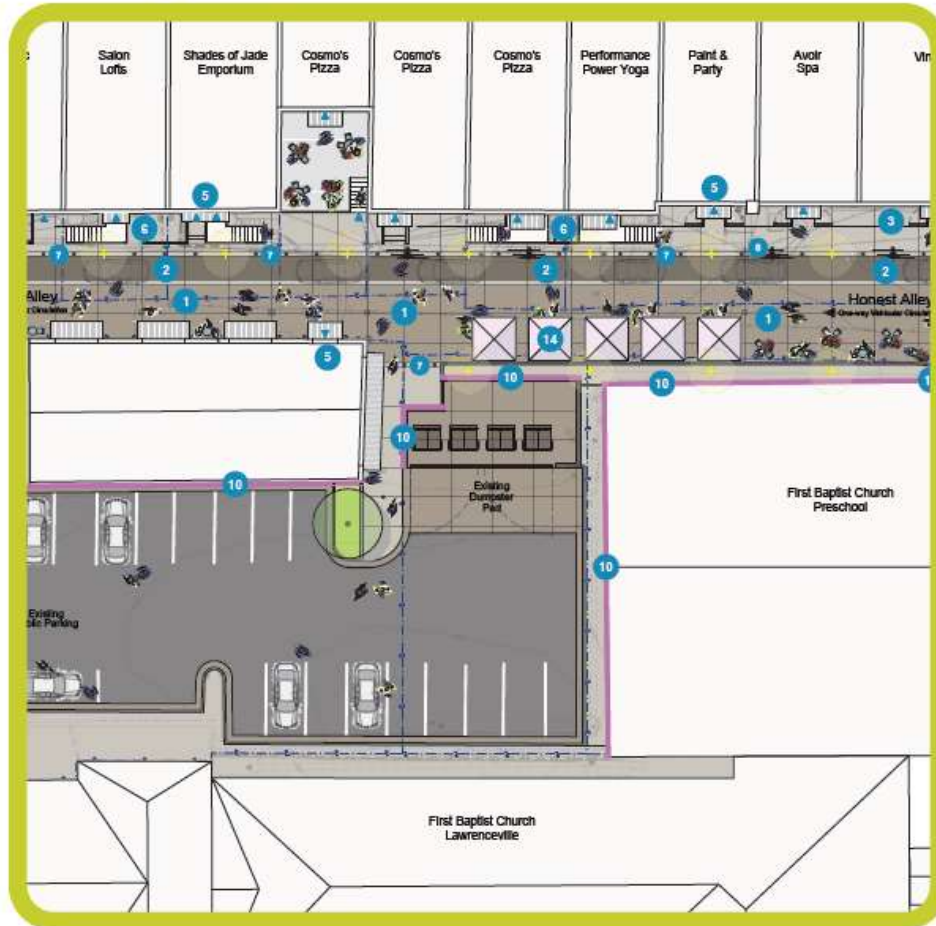 Salon
Lofts
Shades of Jade
Emporium
Cosmo's
Pizza
Cosmo's
Pizza
Cosmo's
Pizza
Performance
Power Yoga
Paint &
Party
Avoir
Spa
5
5
6
6
3
7
7
7
8
2
2
2
Alley
Honest Alley
1
1
1
5
14
7
10
10
10
10
10
Existing
Dumpster
Pad
First Baptist Church
Preschool
Existing
First Baptist Church
Lawrenceville